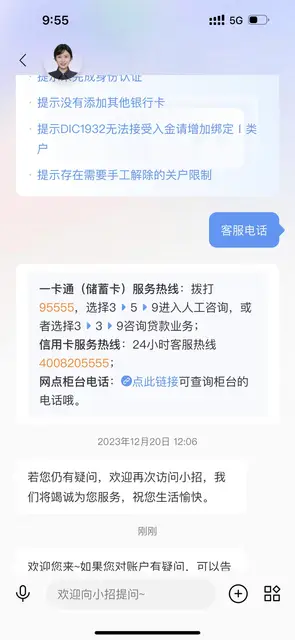 9:55
5G
提示未完成身份认证
提示没有添加其他银行卡
提示DIC1932无法接受入金请增加绑定Ⅰ类
户
提示存在需要手工解除的关户限制
客服电话
一卡通（储蓄卡）服务热线：拨打
95555，选择3▶5▶9进入人工咨询，或
者选择3▶3▶9咨询贷款业务；
信用卡服务热线：24小时客服热线
4008205555；
网点柜台电话：点此链接可查询柜台的
电话哦。
2023年12月20日 12:06
若您仍有疑问，欢迎再次访问小招，我
们将竭诚为您服务，祝您生活愉快。
刚刚
欢迎您来~如果您对账户有疑问，可以告
欢迎向小招提问~